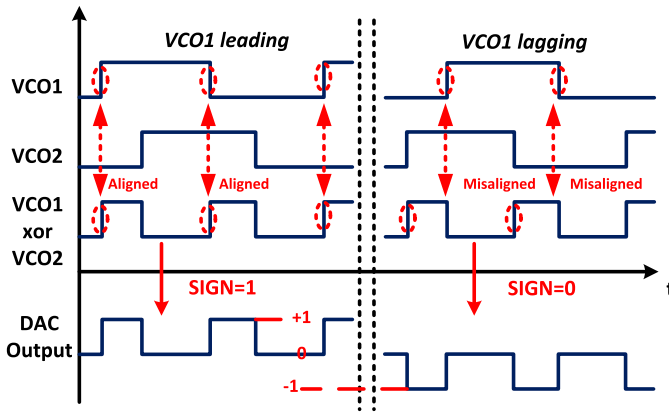 VCO1 leading
VCO1 lagging
VCO1
VCO2
Aligned
Aligned
Misaligned
Misaligned
VCO1
xor
VCO2
SIGN=1
SIGN=0
t
DAC
Output
+1
0
-1